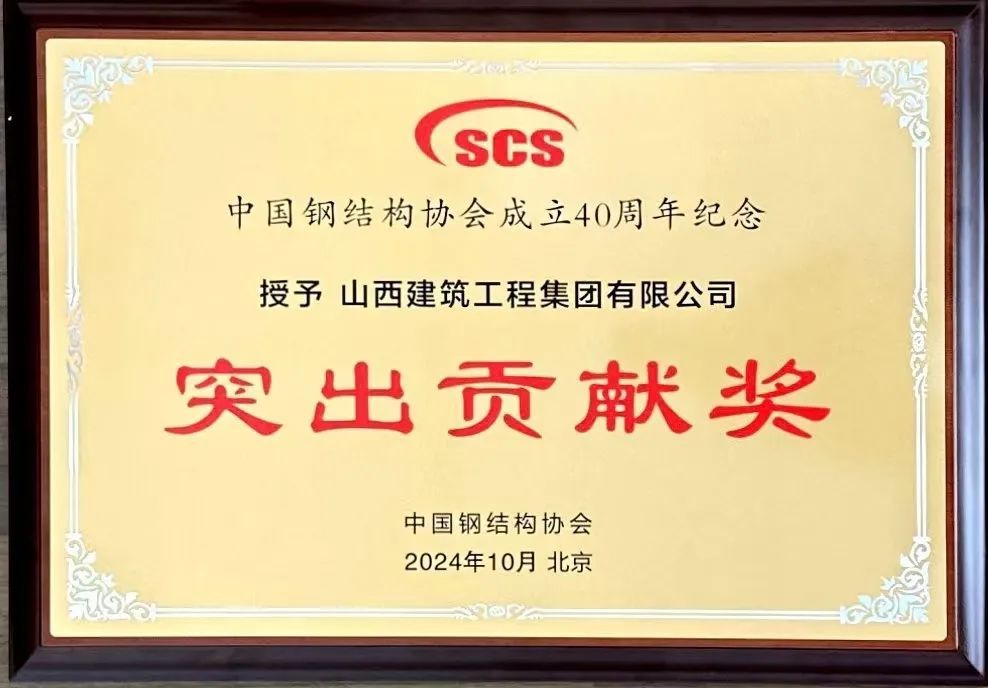 SCS
中国钢结构协会成立40周年纪念
授予 山西建筑工程集团有限公司
突出贡献奖
中国钢结构协会
2024年10月 北京